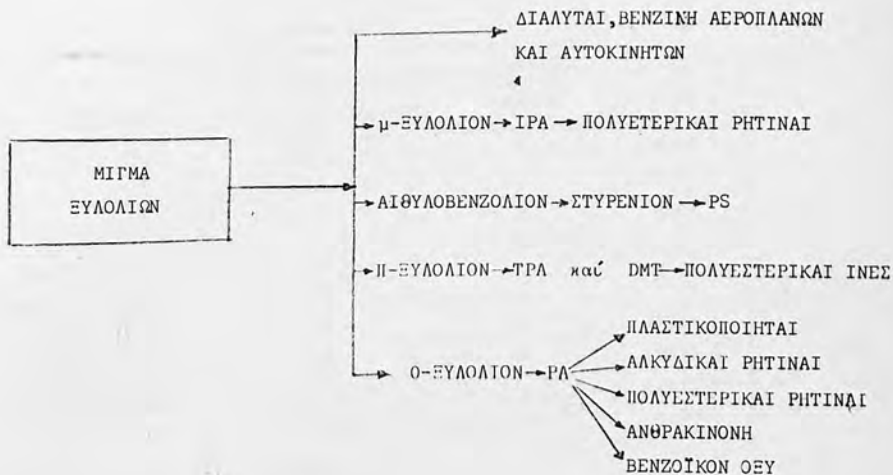 ΔΙΑΛΥΤΑΙ, ΒΕΝΖΙΝΗ ΑΕΡΟΠΛΑΝΩΝ
ΚΑΙ ΑΥΤΟΚΙΝΗΤΩΝ
μ-ΞΥΛΟΛΙΟΝ → ΙΡΑ → ΠΟΛΥΕΤΕΡΙΚΑΙ ΡΗΤΙΝΑΙ
ΜΙΓΜΑ
ΞΥΛΟΛΙΩΝ
ΑΙΘΥΛΟΒΕΝΖΟΛΙΟΝ → ΣΤΥΡΕΝΙΟΝ → PS
Π-ΞΥΛΟΛΙΟΝ → ΤΡΑ καί DMT → ΠΟΛΥΕΣΤΕΡΙΚΑΙ ΙΝΕΣ
Ο-ΞΥΛΟΛΙΟΝ → ΡΑ
ΠΛΑΣΤΙΚΟΠΟΙΗΤΑΙ
ΑΛΚΥΔΙΚΑΙ ΡΗΤΙΝΑΙ
ΠΟΛΥΕΣΤΕΡΙΚΑΙ ΡΗΤΙΝΑΙ
ΑΝΘΡΑΚΙΝΟΝΗ
ΒΕΝΖΟΪΚΟΝ ΟΞΥ